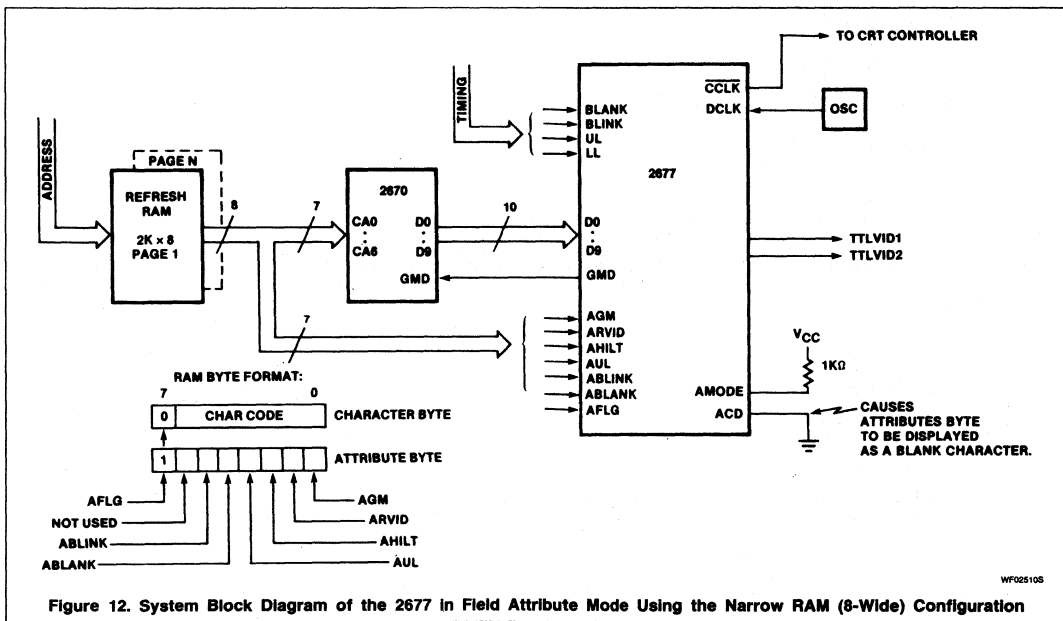 TO CRT CONTROLLER
CCLK
DCLK
OSC
TIMING
BLANK
BLINK
UL
LL
2677
ADDRESS
PAGE N
REFRESH
RAM
2K × 8
PAGE 1
8
7
2670
CA0
CA6
D0
D9
GMD
10
D0
D9
GMD
TTLVID1
TTLVID2
7
AGM
ARVID
AHILT
AUL
ABLINK
ABLANK
AFLG
VCC
1KΩ
AMODE
ACD
CAUSES
ATTRIBUTES BYTE
TO BE DISPLAYED
AS A BLANK CHARACTER.
RAM BYTE FORMAT:
7 0
0 CHAR CODE CHARACTER BYTE
1 ATTRIBUTE BYTE
AFLG
NOT USED
ABLINK
ABLANK
AGM
ARVID
AHILT
AUL
WF02510S
Figure 12. System Block Diagram of the 2677 in Field Attribute Mode Using the Narrow RAM (8-Wide) Configuration